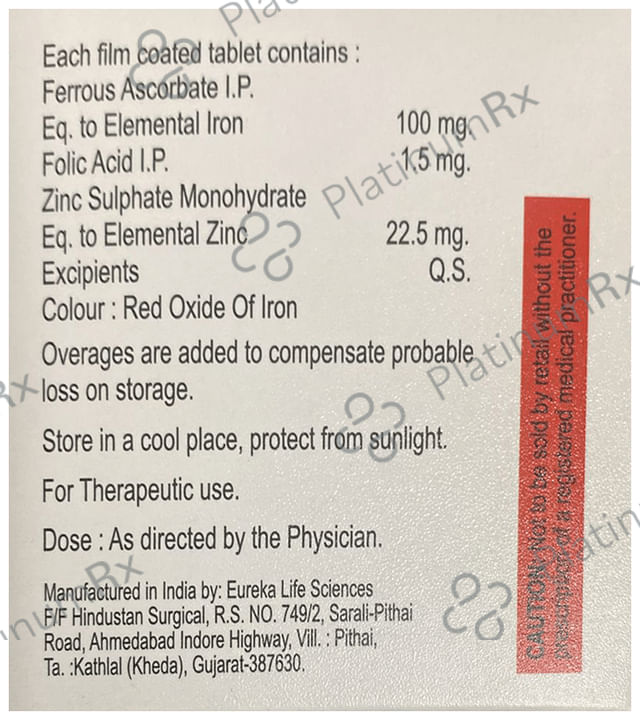 Each film coated tablet contains :
Ferrous Ascorbate I.P.
Eq. to Elemental Iron 100 mg.
Folic Acid I.P. 1.5 mg.
Zinc Sulphate Monohydrate
Eq. to Elemental Zinc 22.5 mg.
Excipients Q.S.
Colour : Red Oxide Of Iron
Overages are added to compensate probable
loss on storage.
Store in a cool place, protect from sunlight.
For Therapeutic use.
Dose : As directed by the Physician.
Manufactured in India by: Eureka Life Sciences
F/F Hindustan Surgical, R.S. NO. 749/2, Sarali-Pithai
Road, Ahmedabad Indore Highway, Vill. : Pithai,
Ta. :Kathlal (Kheda), Gujarat-387630.
CAUTION: Not to be sold by retail without the
prescription of a registered medical practitioner.
PlatinumRx
PlatinumRx